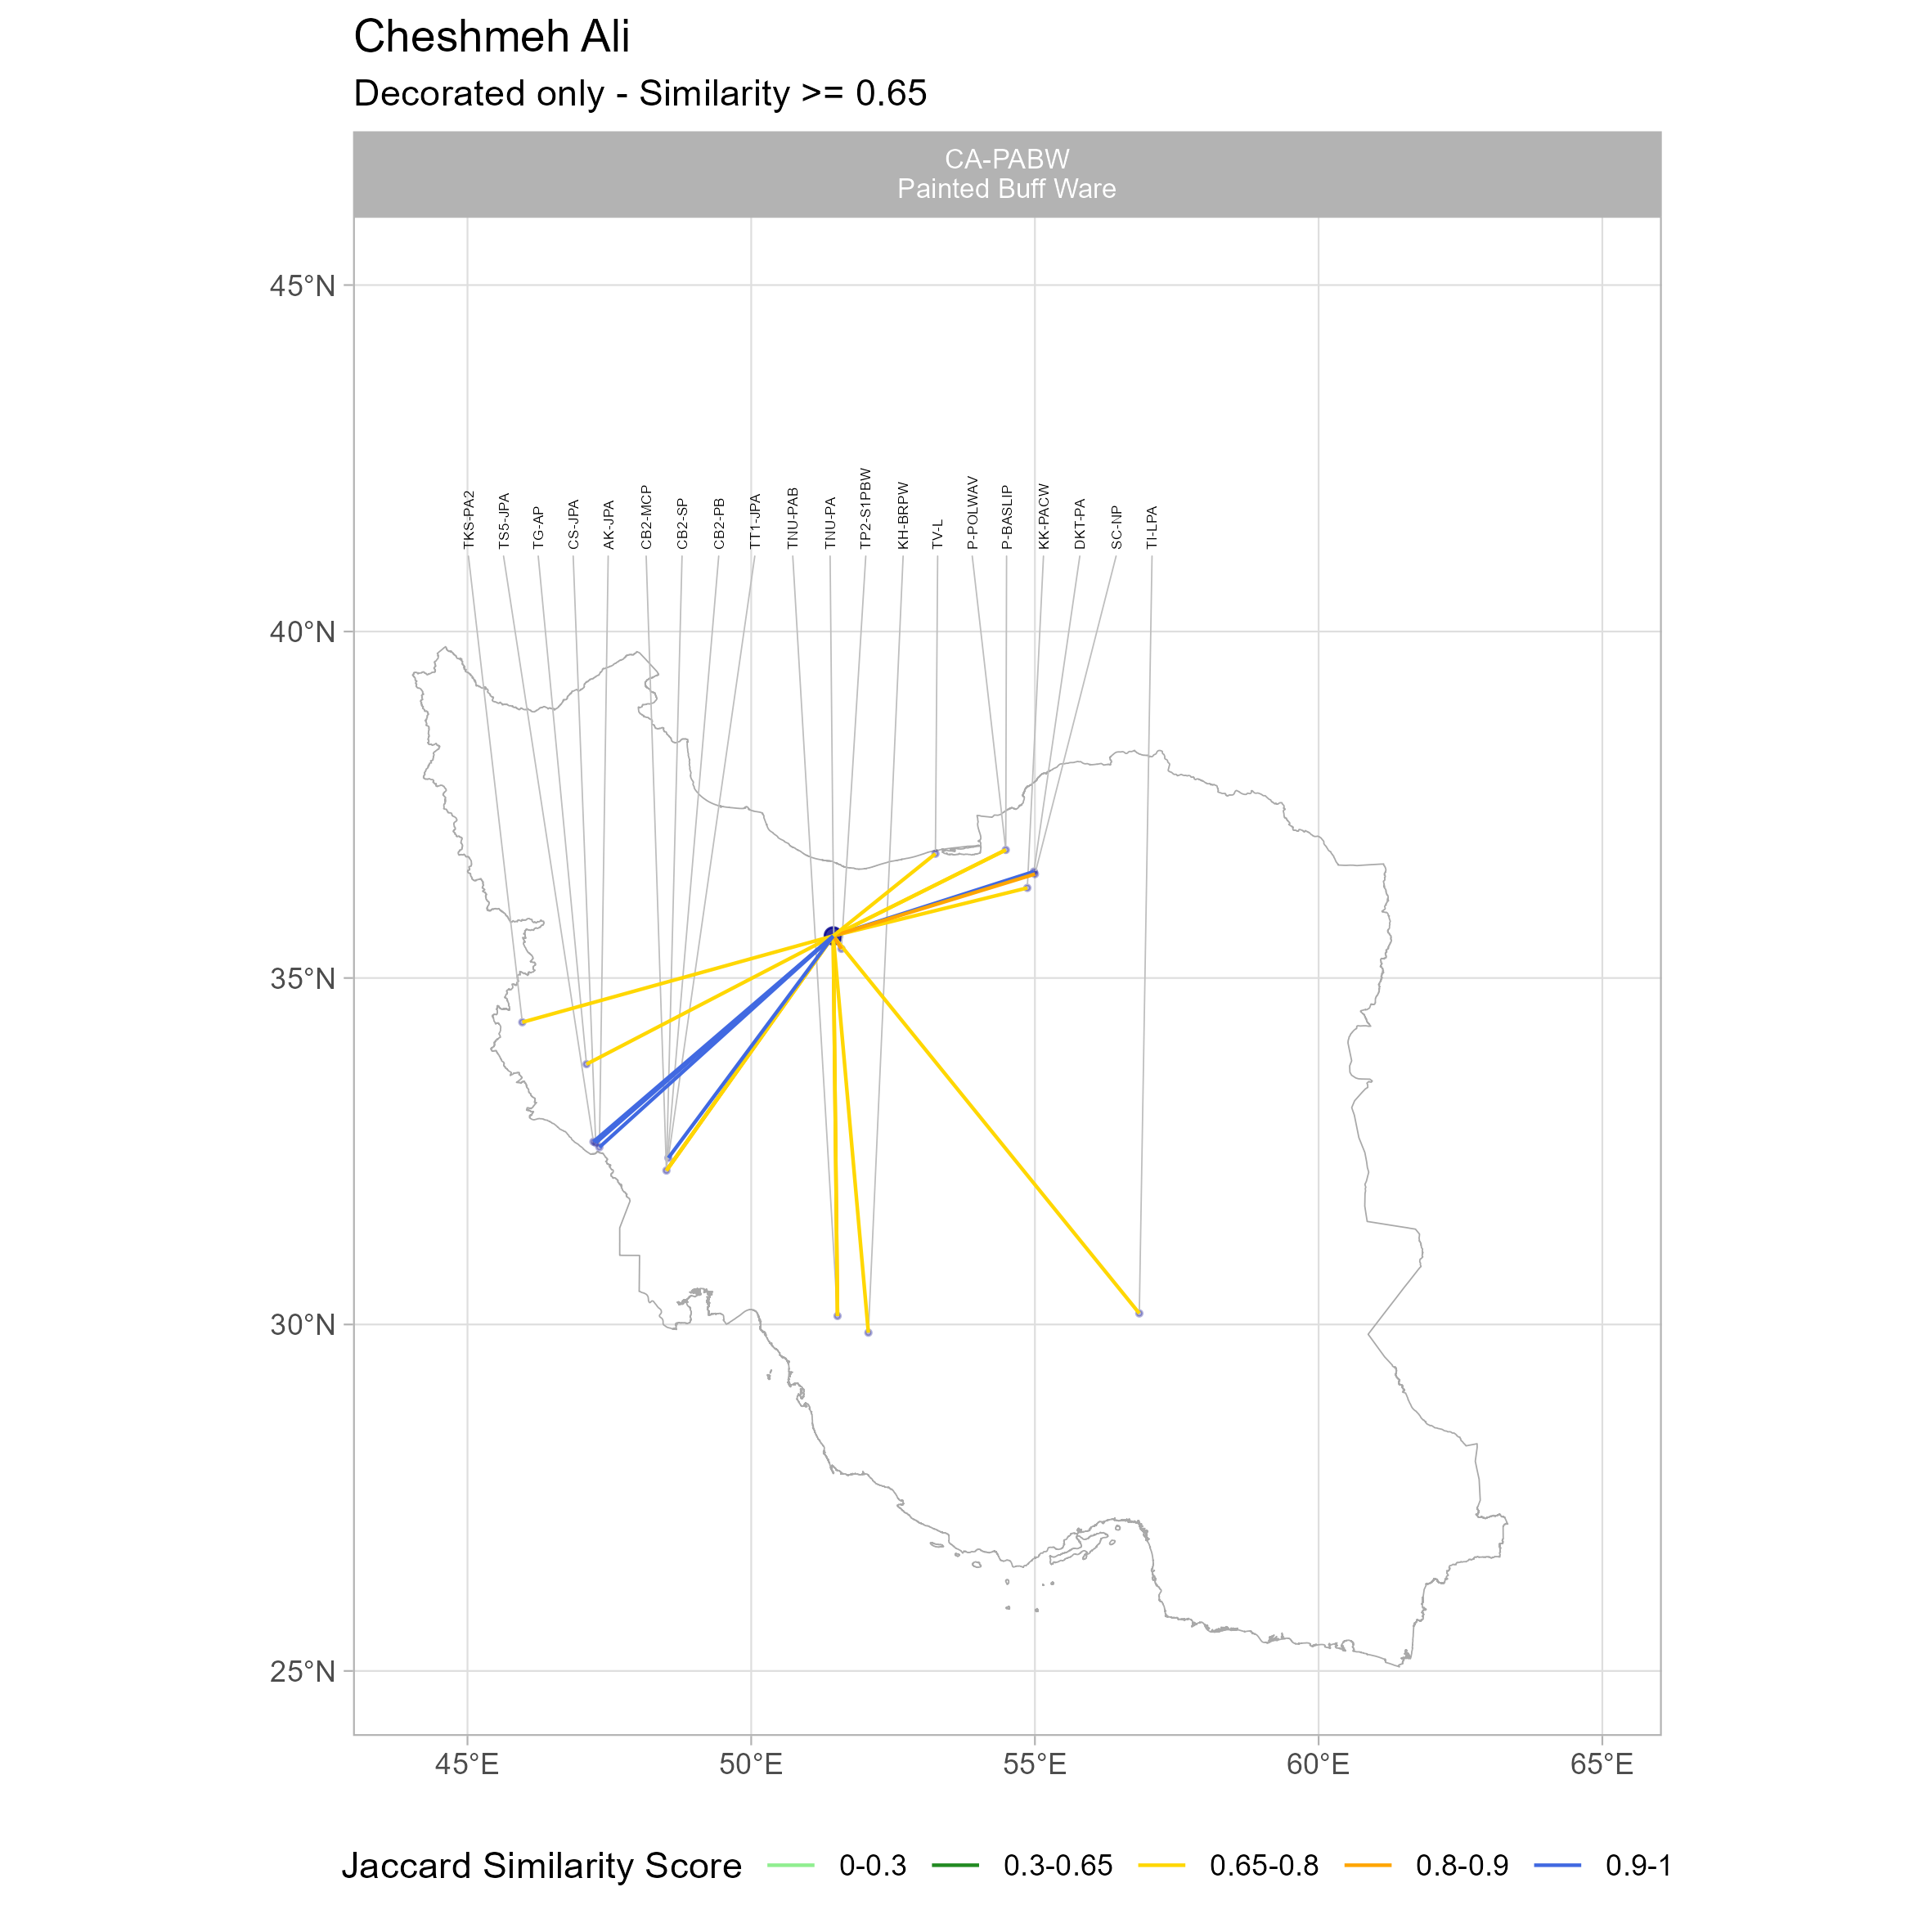 Cheshmeh Ali
Decorated only - Similarity >= 0.65
CA-PABW
Painted Buff Ware
45°N
40°N
35°N
30°N
25°N
TKS-PA2
TS5-JPA
TG-AP
CS-JPA
AK-JPA
CB2-MCP
CB2-SP
CB2-PB
TT1-JPA
TNU-PAB
TNU-PA
TP2-S1PBW
KH-BRPW
TV-L
P-POLWAV
P-BASLIP
KK-PACW
DKT-PA
SC-NP
TI-LPA
45°E
50°E
55°E
60°E
65°E
Jaccard Similarity Score 0-0.3 0.3-0.65 0.65-0.8 0.8-0.9 0.9-1